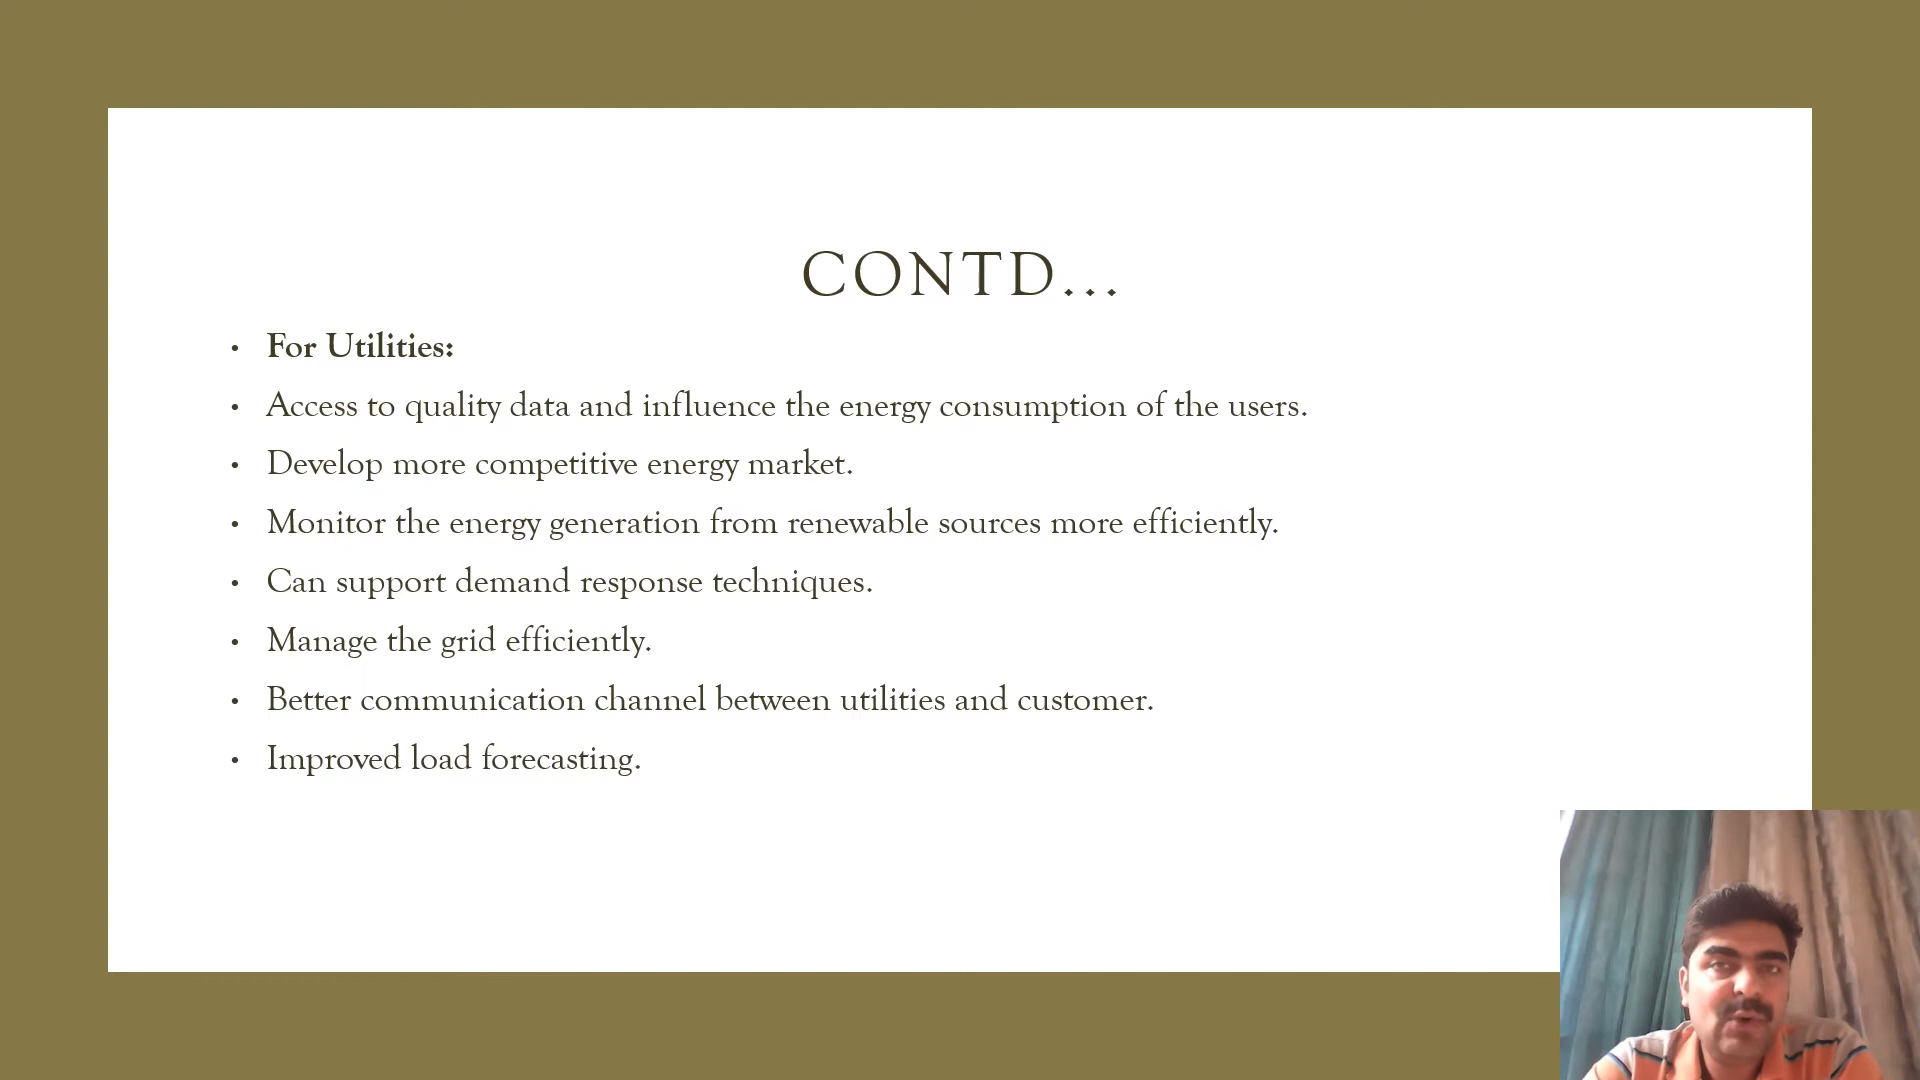 CONTD...
• For Utilities:
• Access to quality data and influence the energy consumption of the users.
• Develop more competitive energy market.
• Monitor the energy generation from renewable sources more efficiently.
• Can support demand response techniques.
• Manage the grid efficiently.
• Better communication channel between utilities and customer.
• Improved load forecasting.